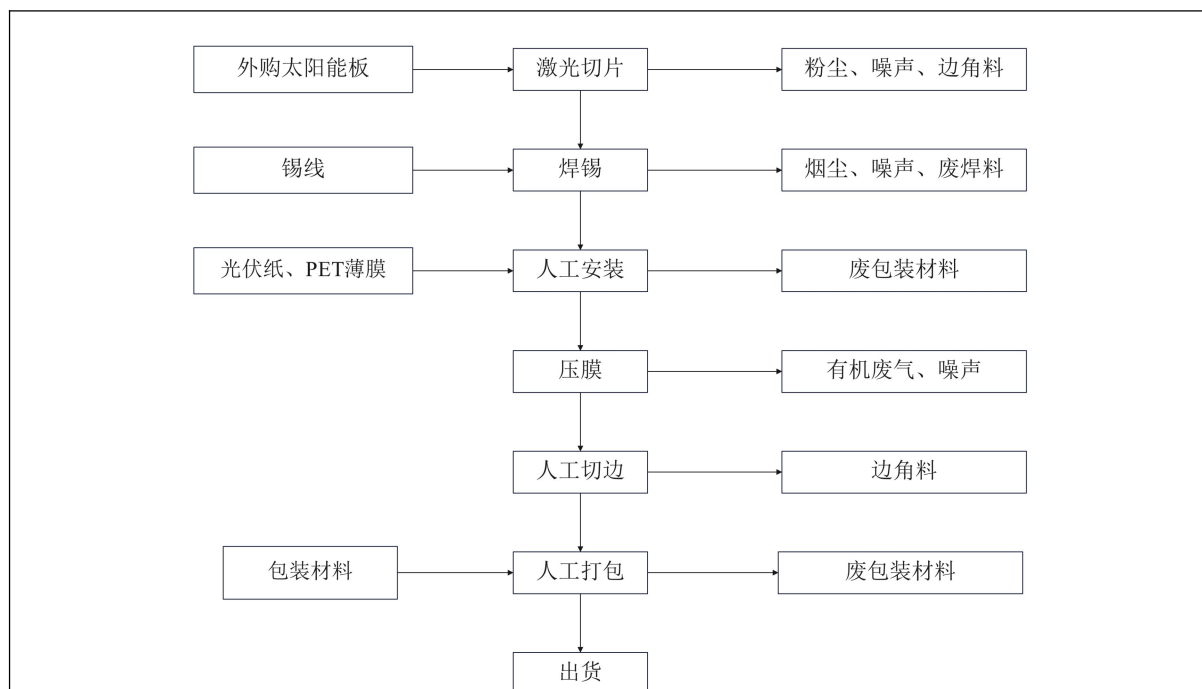 外购太阳能板
激光切片
粉尘、噪声、边角料
锡线
焊锡
烟尘、噪声、废焊料
光伏纸、PET薄膜
人工安装
废包装材料
压膜
有机废气、噪声
人工切边
边角料
包装材料
人工打包
废包装材料
出货